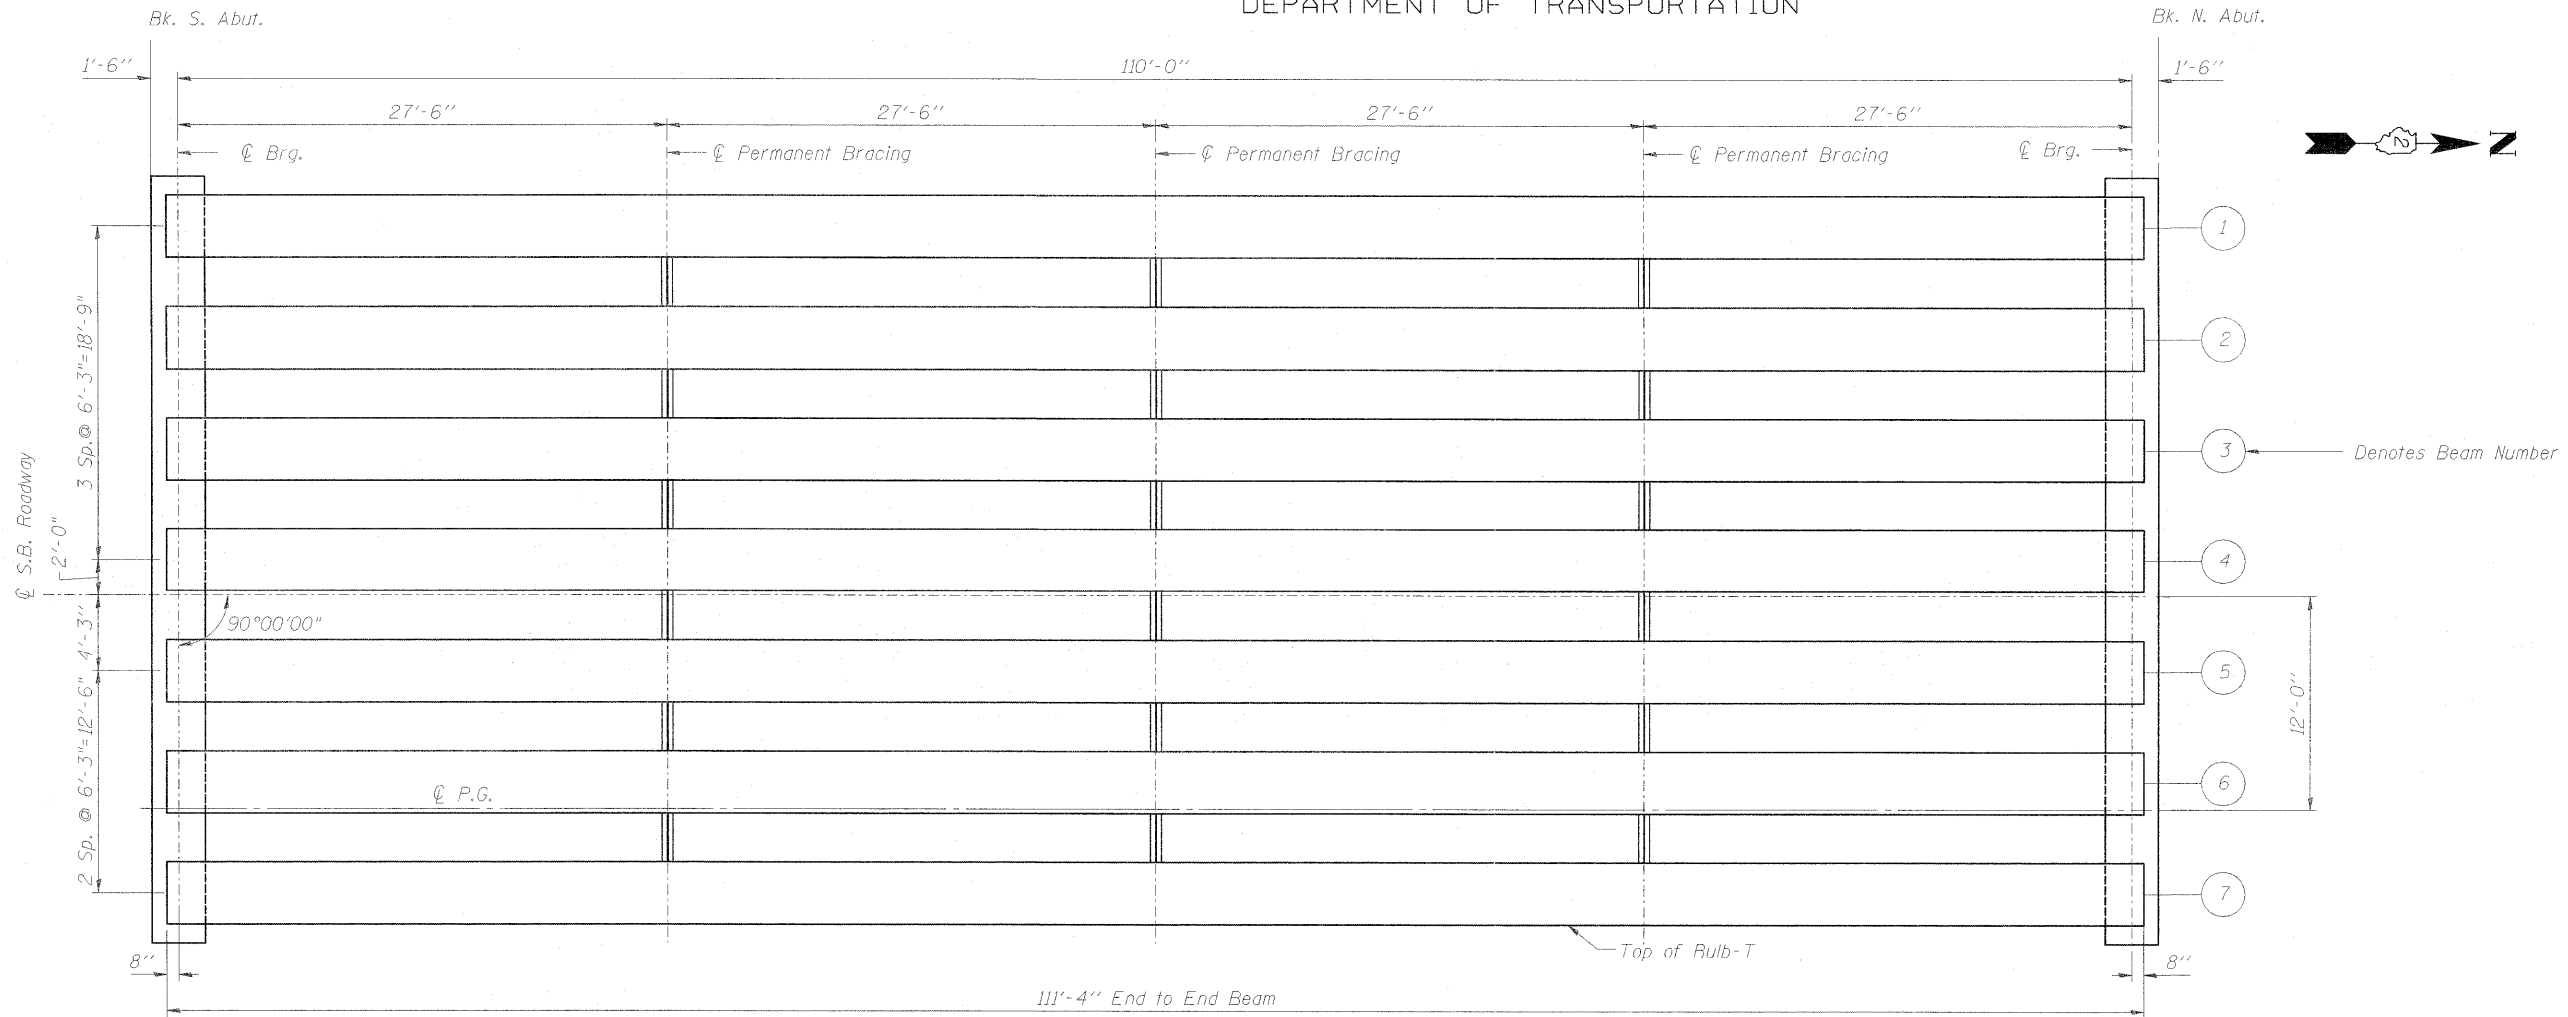 DEPARTMENT OF TRANSPORTATION
Bk. S. Abut.
Bk. N. Abut.
1'-6"
110'-0"
1'-6"
27'-6"
27'-6"
27'-6"
27'-6"
℄ Brg.
℄ Permanent Bracing
℄ Permanent Bracing
℄ Permanent Bracing
℄ Brg.
2
N
1
2
3
Denotes Beam Number
4
5
6
7
3 Sp.@ 6'-3"=18'-9"
℄ S.B. Roadway
2'-0"
4'-3"
90°00'00"
2 Sp. @ 6'-3"=12'-6"
12'-0"
℄ P.G.
Top of Bulb-T
8"
8"
111'-4" End to End Beam